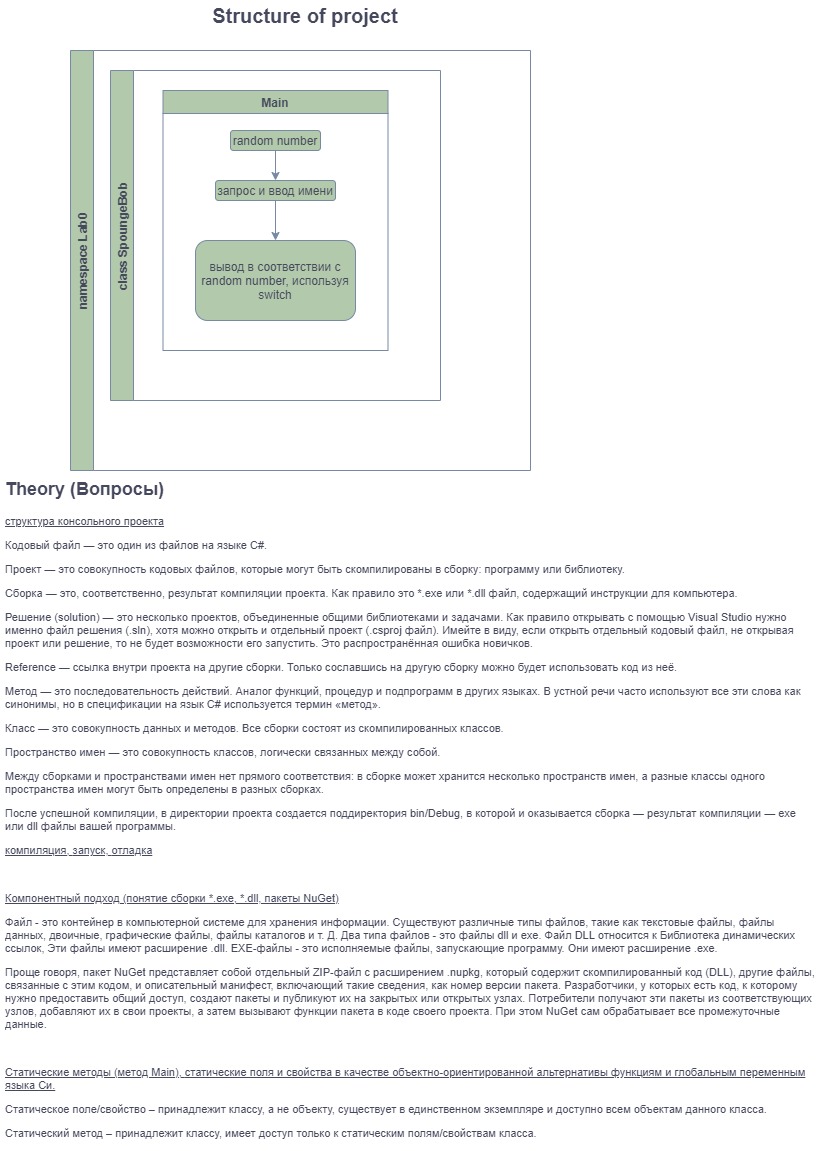 Structure of project
namespace Lab0
class SpoungeBob
Main
random number
запрос и ввод имени
вывод в соответствии с
random number, используя
switch
Theory (Вопросы)
структура консольного проекта
Кодовый файл — это один из файлов на языке C#.
Проект — это совокупность кодовых файлов, которые могут быть скомпилированы в сборку: программу или библиотеку.
Сборка — это, соответственно, результат компиляции проекта. Как правило это *.exe или *.dll файл, содержащий инструкции для компьютера.
Решение (solution) — это несколько проектов, объединенные общими библиотеками и задачами. Как правило открывать с помощью Visual Studio нужно
именно файл решения (.sln), хотя можно открыть и отдельный проект (.csproj файл). Имейте в виду, если открыть отдельный кодовый файл, не открывая
проект или решение, то не будет возможности его запустить. Это распространённая ошибка новичков.
Reference — ссылка внутри проекта на другие сборки. Только сославшись на другую сборку можно будет использовать код из неё.
Метод — это последовательность действий. Аналог функций, процедур и подпрограмм в других языках. В устной речи часто используют все эти слова как
синонимы, но в спецификации на язык C# используется термин «метод».
Класс — это совокупность данных и методов. Все сборки состоят из скомпилированных классов.
Пространство имен — это совокупность классов, логически связанных между собой.
Между сборками и пространствами имен нет прямого соответствия: в сборке может хранится несколько пространств имен, а разные классы одного
пространства имен могут быть определены в разных сборках.
После успешной компиляции, в директории проекта создается поддиректория bin/Debug, в которой и оказывается сборка — результат компиляции — exe
или dll файлы вашей программы.
компиляция, запуск, отладка
Компонентный подход (понятие сборки *.exe, *.dll, пакеты NuGet)
Файл - это контейнер в компьютерной системе для хранения информации. Существуют различные типы файлов, такие как текстовые файлы, файлы
данных, двоичные, графические файлы, файлы каталогов и т. Д. Два типа файлов - это файлы dll и exe. Файл DLL относится к Библиотека динамических
ссылок, Эти файлы имеют расширение .dll. EXE-файлы - это исполняемые файлы, запускающие программу. Они имеют расширение .exe.
Проще говоря, пакет NuGet представляет собой отдельный ZIP-файл с расширением .nupkg, который содержит скомпилированный код (DLL), другие файлы,
связанные с этим кодом, и описательный манифест, включающий такие сведения, как номер версии пакета. Разработчики, у которых есть код, к которому
нужно предоставить общий доступ, создают пакеты и публикуют их на закрытых или открытых узлах. Потребители получают эти пакеты из соответствующих
узлов, добавляют их в свои проекты, а затем вызывают функции пакета в коде своего проекта. При этом NuGet сам обрабатывает все промежуточные
данные.
Статические методы (метод Main), статические поля и свойства в качестве объектно-ориентированной альтернативы функциям и глобальным переменным
языка Си.
Статическое поле/свойство – принадлежит классу, а не объекту, существует в единственном экземпляре и доступно всем объектам данного класса.
Статический метод – принадлежит классу, имеет доступ только к статическим полям/свойствам класса.